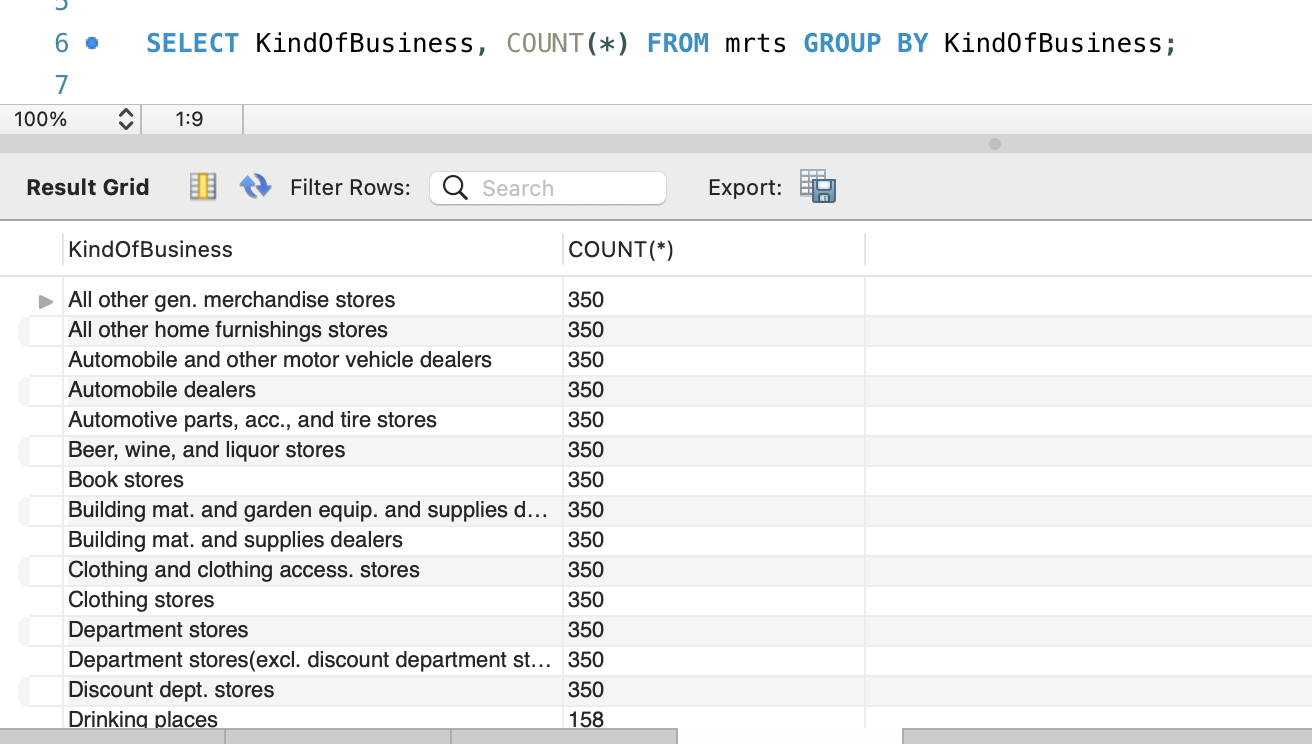 5
6 SELECT KindOfBusiness, COUNT(*) FROM mrts GROUP BY KindOfBusiness;
7
100% 1:9
Result Grid Filter Rows: Search Export:
KindOfBusiness COUNT(*)
All other gen. merchandise stores 350
All other home furnishings stores 350
Automobile and other motor vehicle dealers 350
Automobile dealers 350
Automotive parts, acc., and tire stores 350
Beer, wine, and liquor stores 350
Book stores 350
Building mat. and garden equip. and supplies d... 350
Building mat. and supplies dealers 350
Clothing and clothing access. stores 350
Clothing stores 350
Department stores 350
Department stores(excl. discount department st... 350
Discount dept. stores 350
Drinking places 158